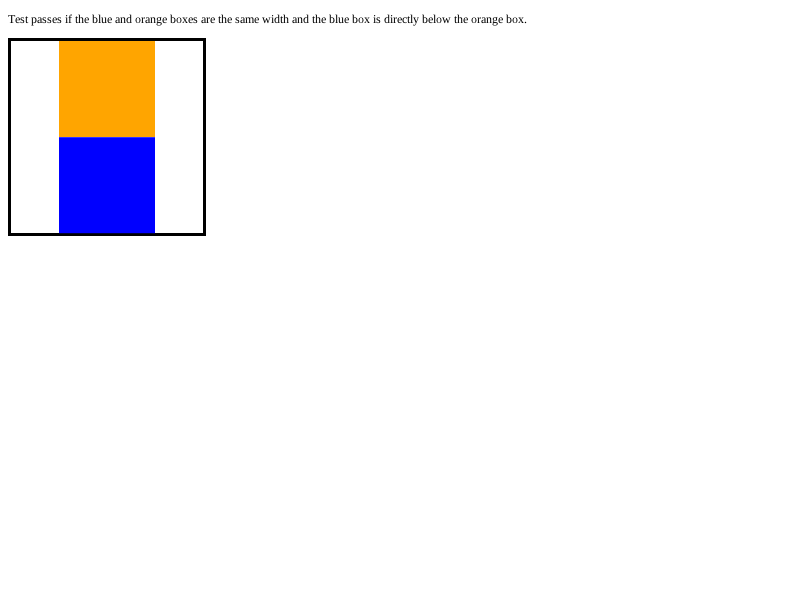 Test passes if the blue and orange boxes are the same width and the blue box is directly below the orange box.